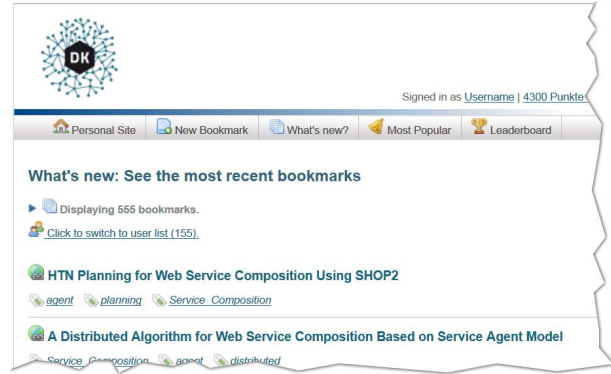 DK
Signed in as Username | 4300 Punkte
Personal Site New Bookmark What's new? Most Popular Leaderboard
What's new: See the most recent bookmarks
Displaying 555 bookmarks.
Click to switch to user list (155).
HTN Planning for Web Service Composition Using SHOP2
agent planning Service_Composition
A Distributed Algorithm for Web Service Composition Based on Service Agent Model
Service_Composition agent distributed